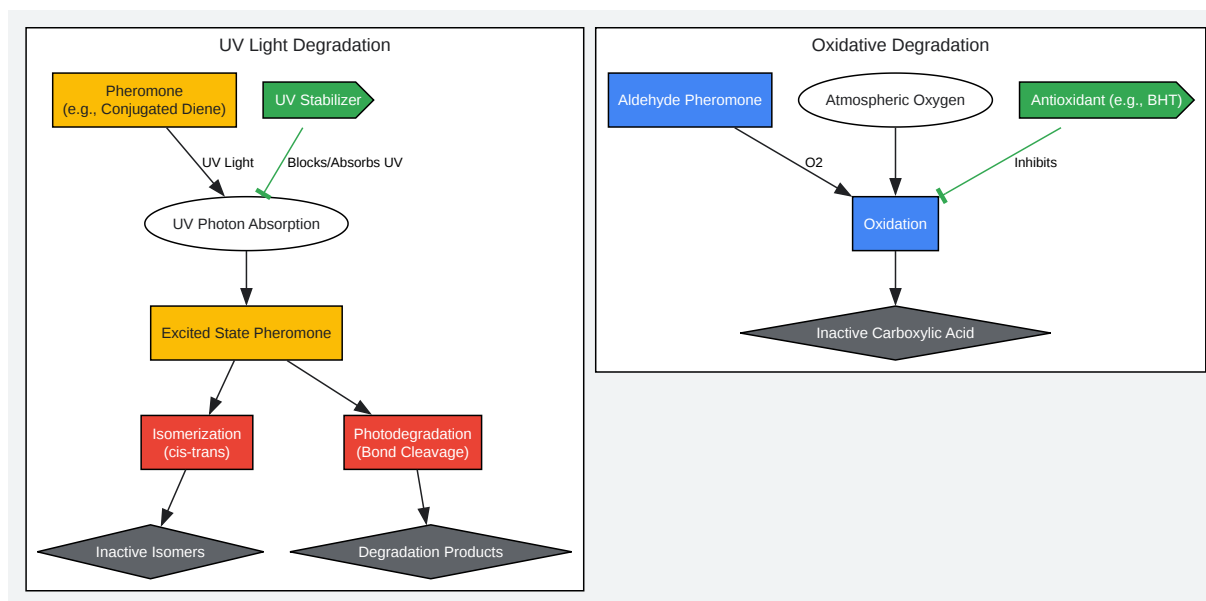 UV Light Degradation
Pheromone
(e.g., Conjugated Diene)
UV Stabilizer
UV Light
Blocks/Absorbs UV
UV Photon Absorption
Excited State Pheromone
Isomerization
(cis-trans)
Photodegradation
(Bond Cleavage)
Inactive Isomers
Degradation Products
Oxidative Degradation
Aldehyde Pheromone
Atmospheric Oxygen
Antioxidant (e.g., BHT)
O2
Inhibits
Oxidation
Inactive Carboxylic Acid